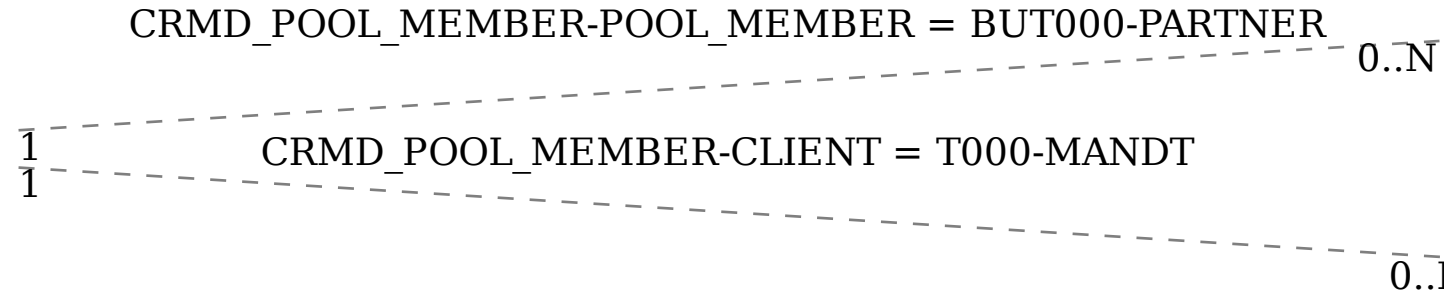 CRMD_POOL_MEMBER-POOL_MEMBER = BUT000-PARTNER
0..N
1
CRMD_POOL_MEMBER-CLIENT = T000-MANDT
1